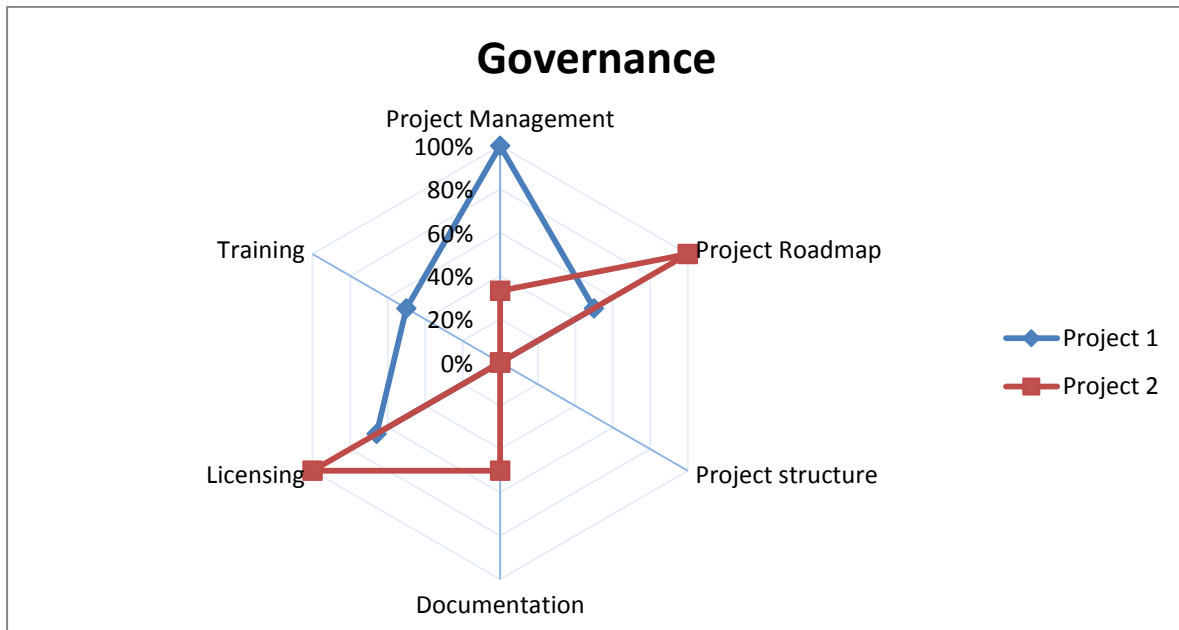 Governance
Project Management
100%
80%
60%
40%
20%
0%
Project Roadmap
Project structure
Documentation
Licensing
Training
Project 1
Project 2